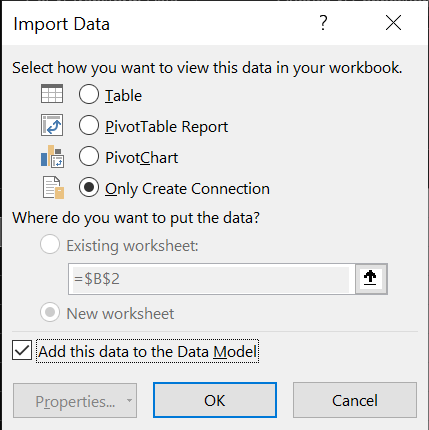 Import Data
?
Select how you want to view this data in your workbook.
Table
PivotTable Report
PivotChart
Only Create Connection
Where do you want to put the data?
Existing worksheet:
=$B$2
New worksheet
Add this data to the Data Model
Properties...
OK
Cancel